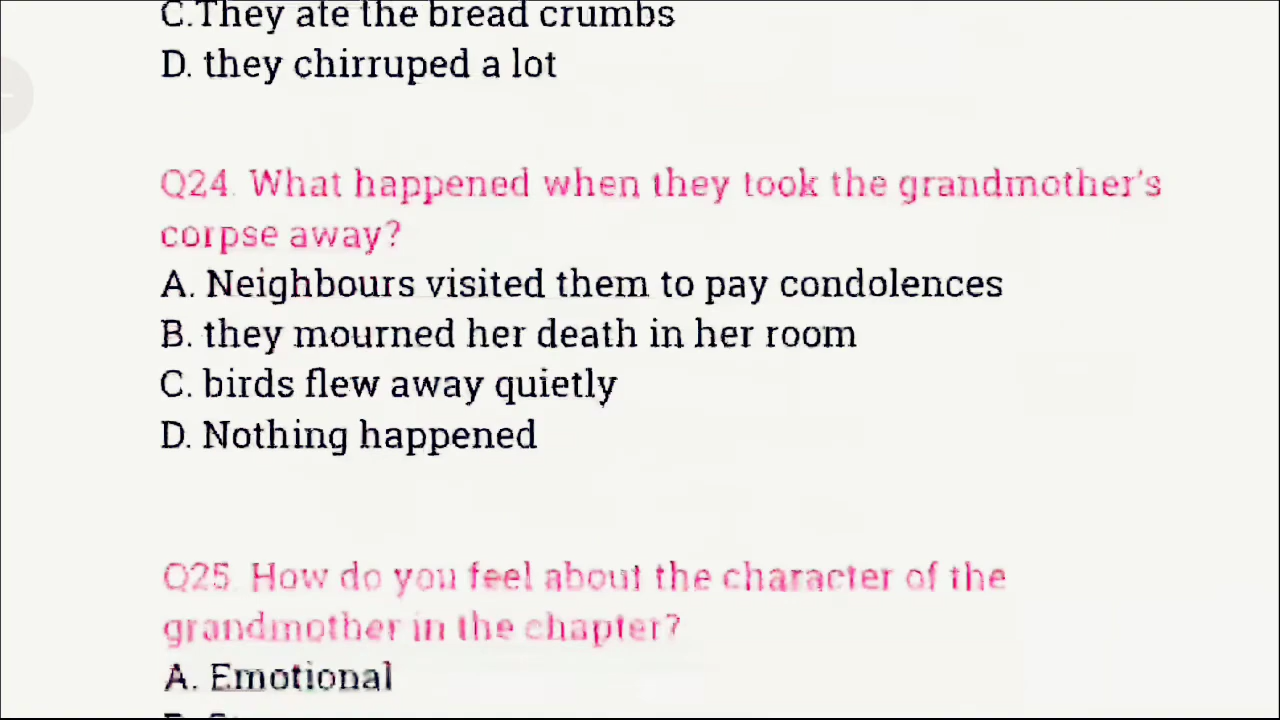 C.They ate the bread crumbs
D. they chirruped a lot
Q24. What happened when they took the grandmother's
corpse away?
A. Neighbours visited them to pay condolences
B. they mourned her death in her room
C. birds flew away quietly
D. Nothing happened
Q25. How do you feel about the character of the
grandmother in the chapter?
A. Emotional